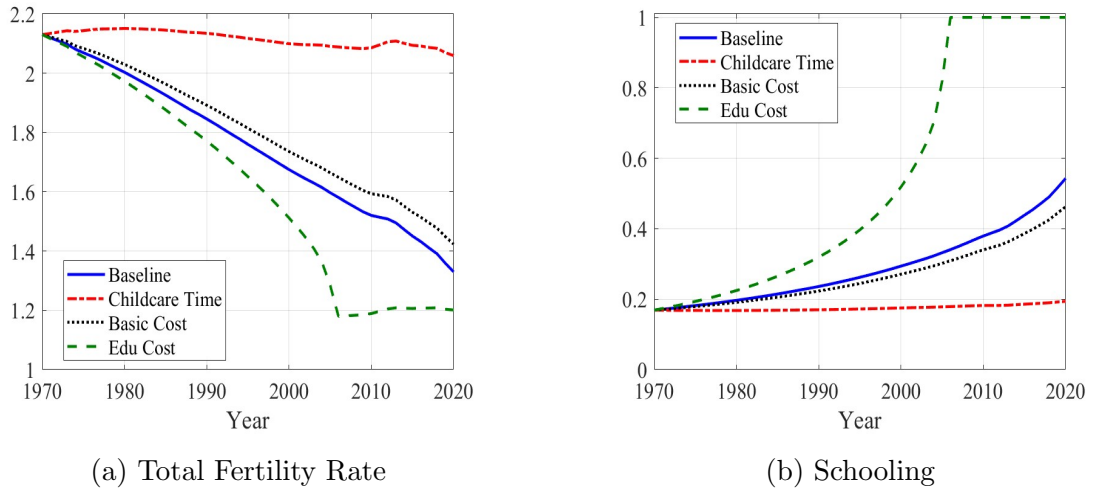 2.2
2
1.8
1.6
1.4
1.2
1
Baseline
Childcare Time
Basic Cost
Edu Cost
1970 1980 1990 2000 2010 2020
Year
(a) Total Fertility Rate
1
0.8
0.6
0.4
0.2
0
Baseline
Childcare Time
Basic Cost
Edu Cost
1970 1980 1990 2000 2010 2020
Year
(b) Schooling